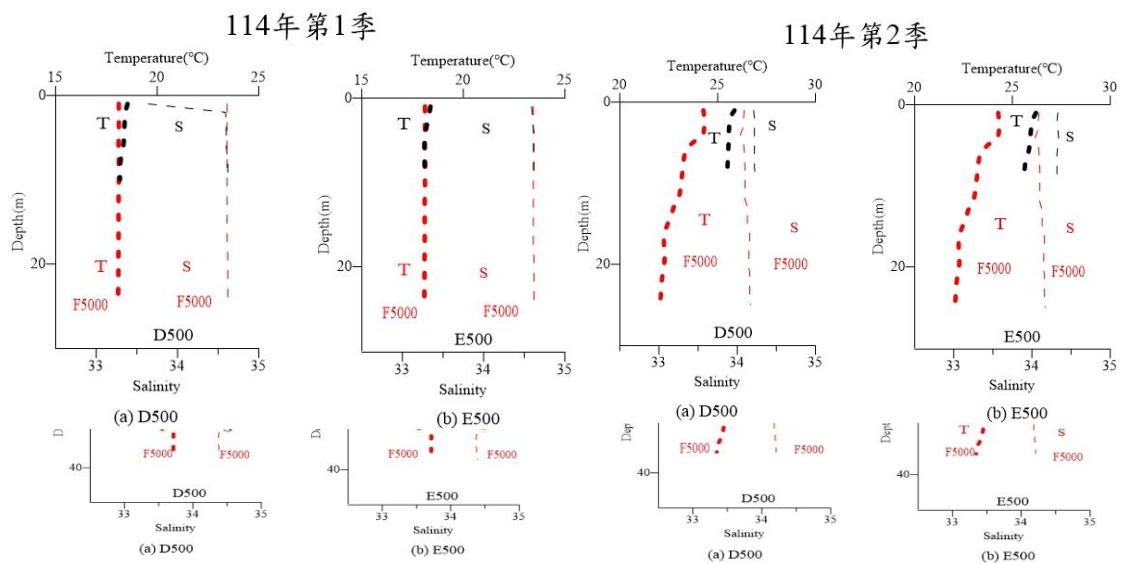 114年第1季
114年第2季
Temperature(°C)
15 20 25
0
T S
Depth(m)
20
T S
F5000 F5000
D500
33 34 35
Salinity
(a) D500
Temperature(°C)
15 20 25
0
T S
Depth(m)
20
T S
F5000 F5000
E500
33 34 35
Salinity
(b) E500
Temperature(°C)
20 25 30
0
T S
Depth(m)
T S
20
F5000 F5000
D500
33 34 35
Salinity
(a) D500
Temperature(°C)
20 25 30
0
T S
Depth(m)
T S
20
F5000 F5000
E500
33 34 35
Salinity
(b) E500
F5000 F5000
40
D500
33 34 35
Salinity
(a) D500
F5000 F5000
40
E500
33 34 35
Salinity
(b) E500
F5000 F5000
40
D500
33 34 35
Salinity
(a) D500
T S
F5000 F5000
40
E500
33 34 35
Salinity
(b) E500